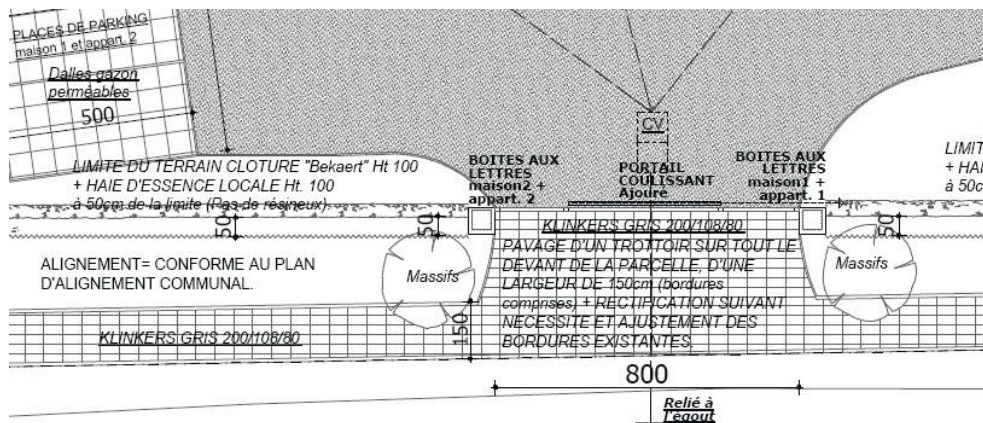 PLACES DE PARKING
maison 1 et appart. 2
Dalles gazon
perméables
500
LIMITE DU TERRAIN CLOTURE "Bekaert" Ht 100
+ HAIE D'ESSENCE LOCALE Ht. 100
à 50cm de la limite (Pas de résineux).
50
ALIGNEMENT= CONFORME AU PLAN
D'ALIGNEMENT COMMUNAL.
KLINKERS GRIS 200/108/80
BOITES AUX
LETTRES
maison2 +
appart. 2
50
Massifs
150
CV
PORTAIL
COULISSANT
Ajouré
BOITES AUX
LETTRES
maison1 +
appart. 1
KLINKERS GRIS 200/108/80
PAVAGE D'UN TROTTOIR SUR TOUT LE
DEVANT DE LA PARCELLE, D'UNE
LARGEUR DE 150cm (bordures
comprises) + RECTIFICATION SUIVANT
NECESSITE ET AJUSTEMENT DES
BORDURES EXISTANTES.
800
Relié à
l'égout
Massifs
50
LIMIT
+ HAI
à 50c